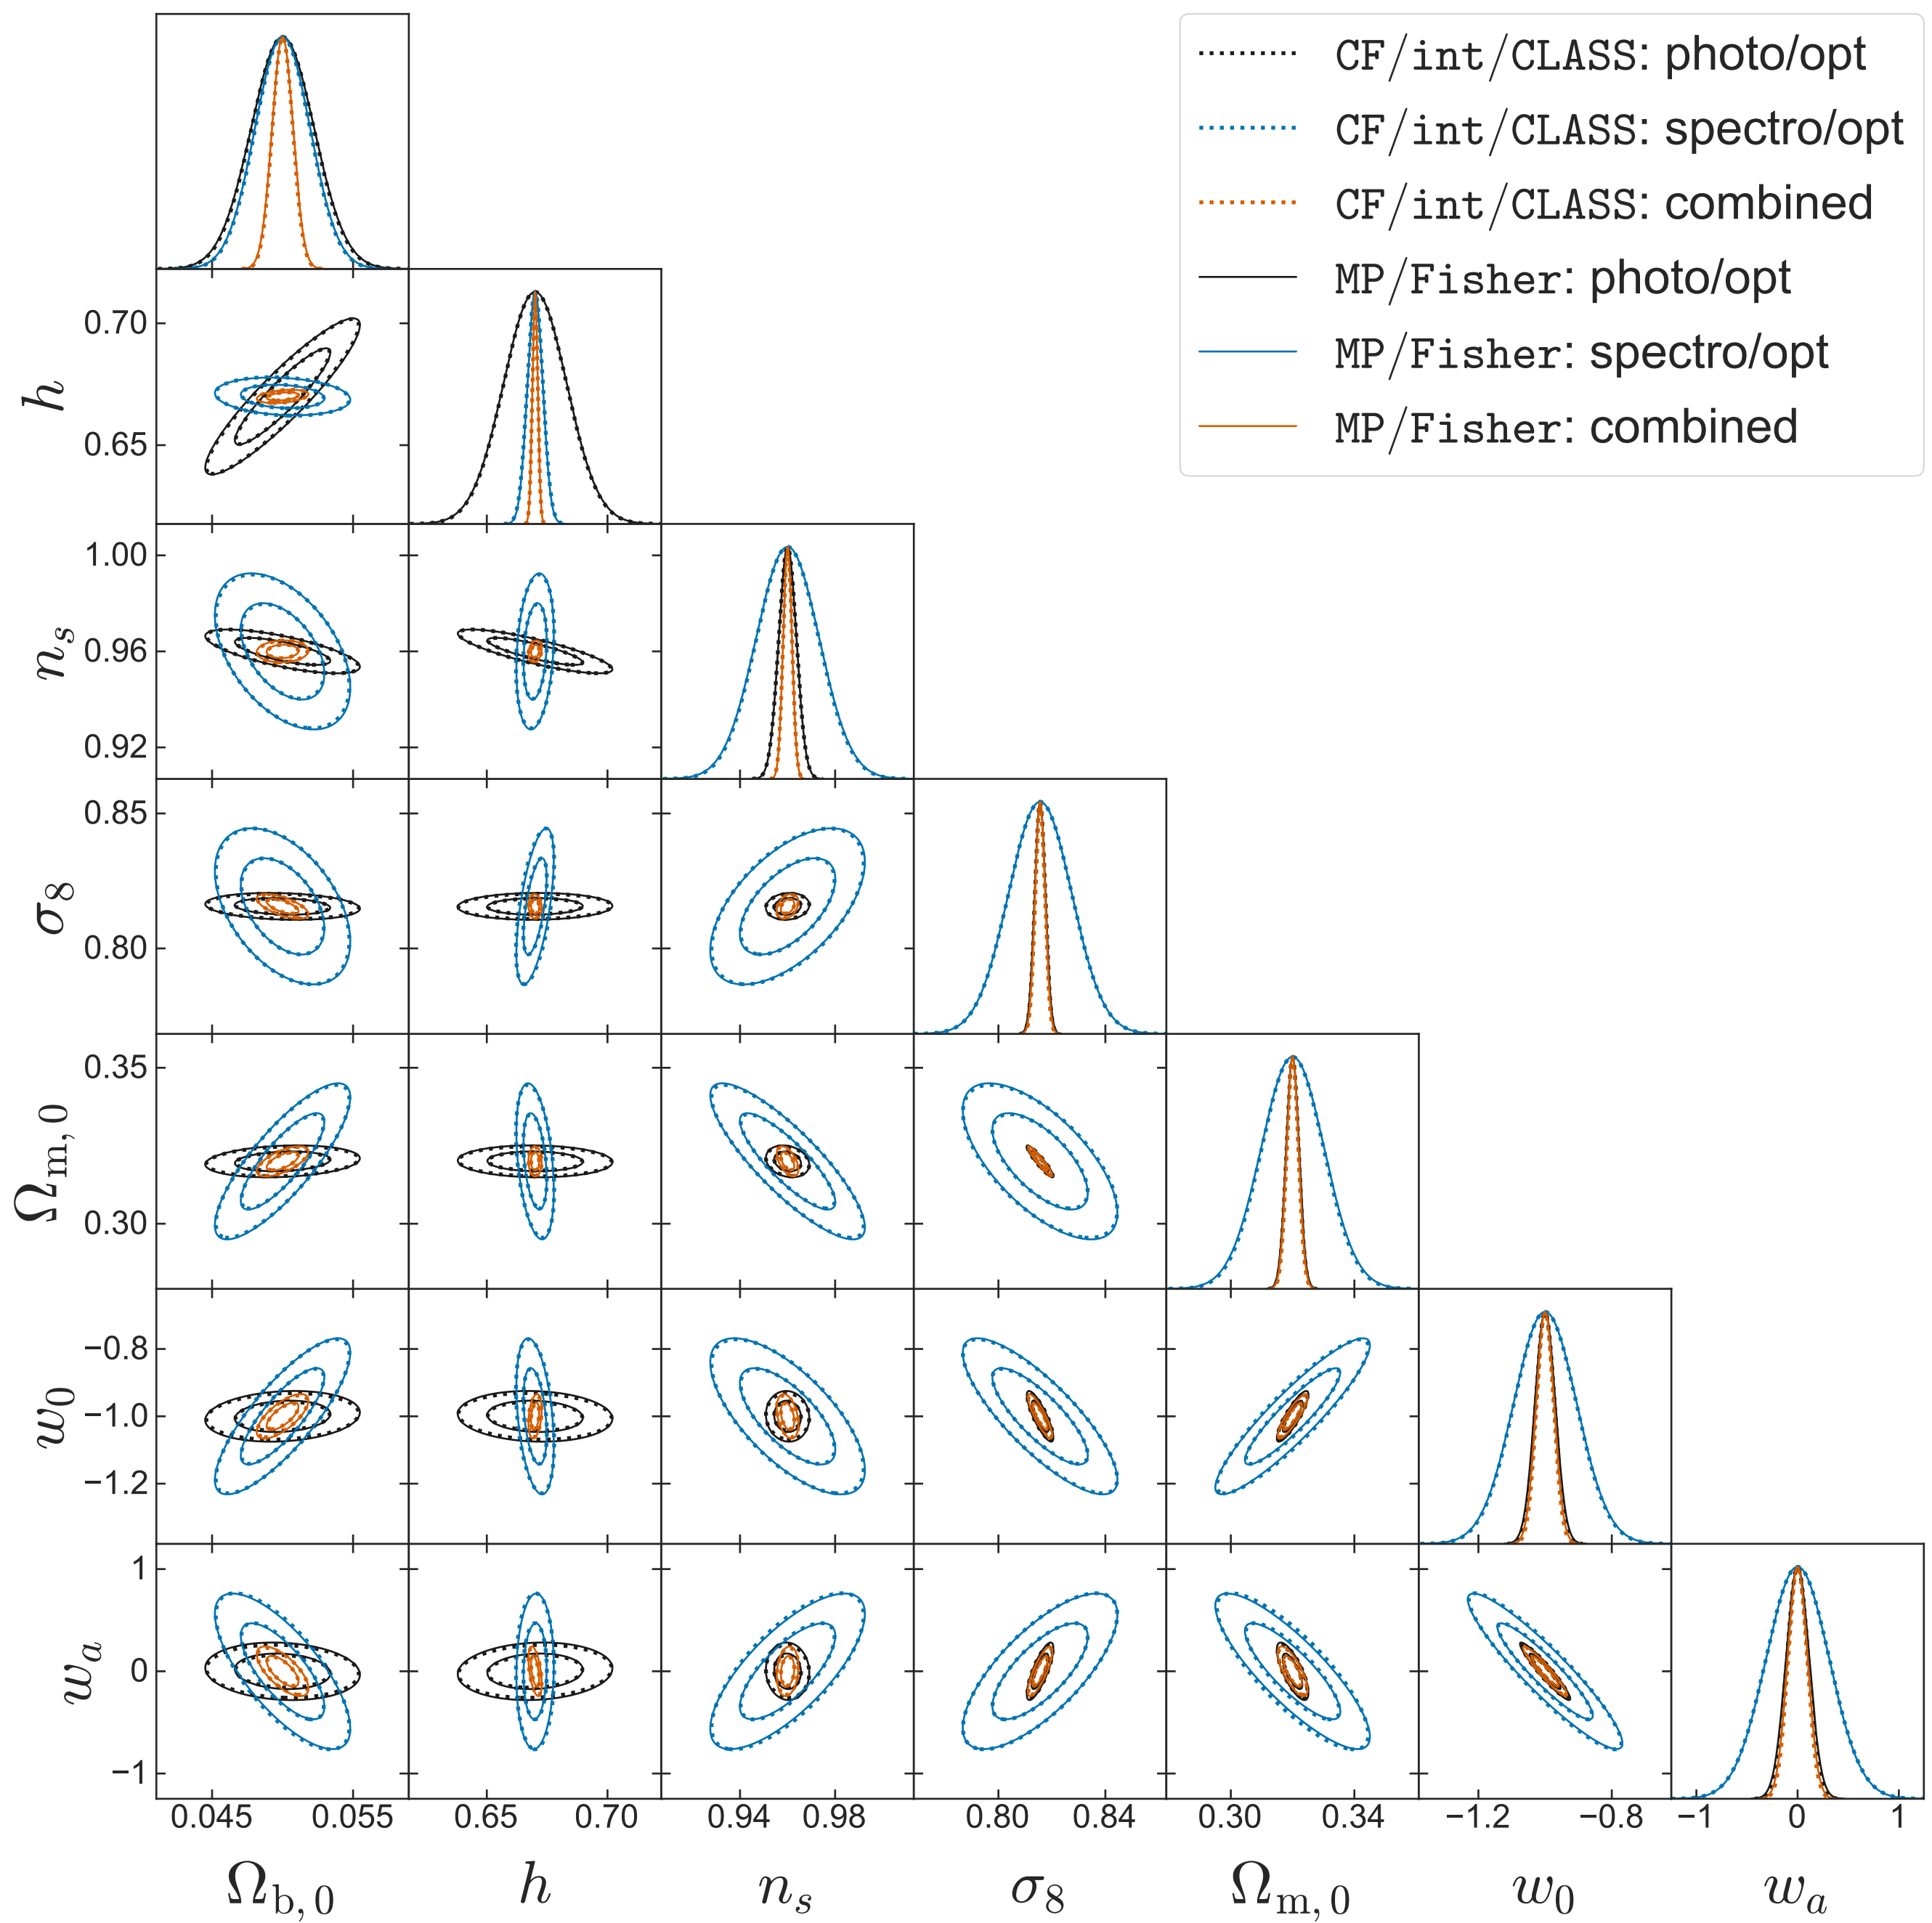 CF/int/CLASS: photo/opt
CF/int/CLASS: spectro/opt
CF/int/CLASS: combined
MP/Fisher: photo/opt
MP/Fisher: spectro/opt
MP/Fisher: combined
0.70
h
0.65
1.00
n_s
0.96
0.92
0.85
σ_8
0.80
0.35
Ω_{m,0}
0.30
−0.8
w_0
−1.0
−1.2
1
w_a
0
−1
0.045 0.055 0.65 0.70 0.94 0.98 0.80 0.84 0.30 0.34 −1.2 −0.8 −1 0 1
Ω_{b,0} h n_s σ_8 Ω_{m,0} w_0 w_a